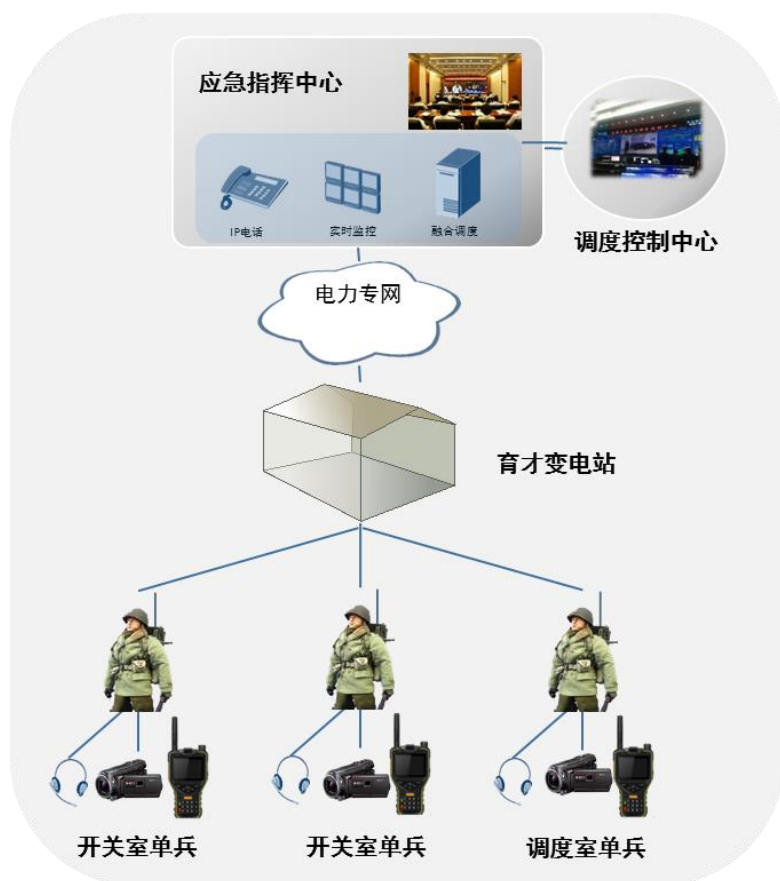 应急指挥中心
IP电话
实时监控
融合调度
调度控制中心
电力专网
育才变电站
开关室单兵
开关室单兵
调度室单兵